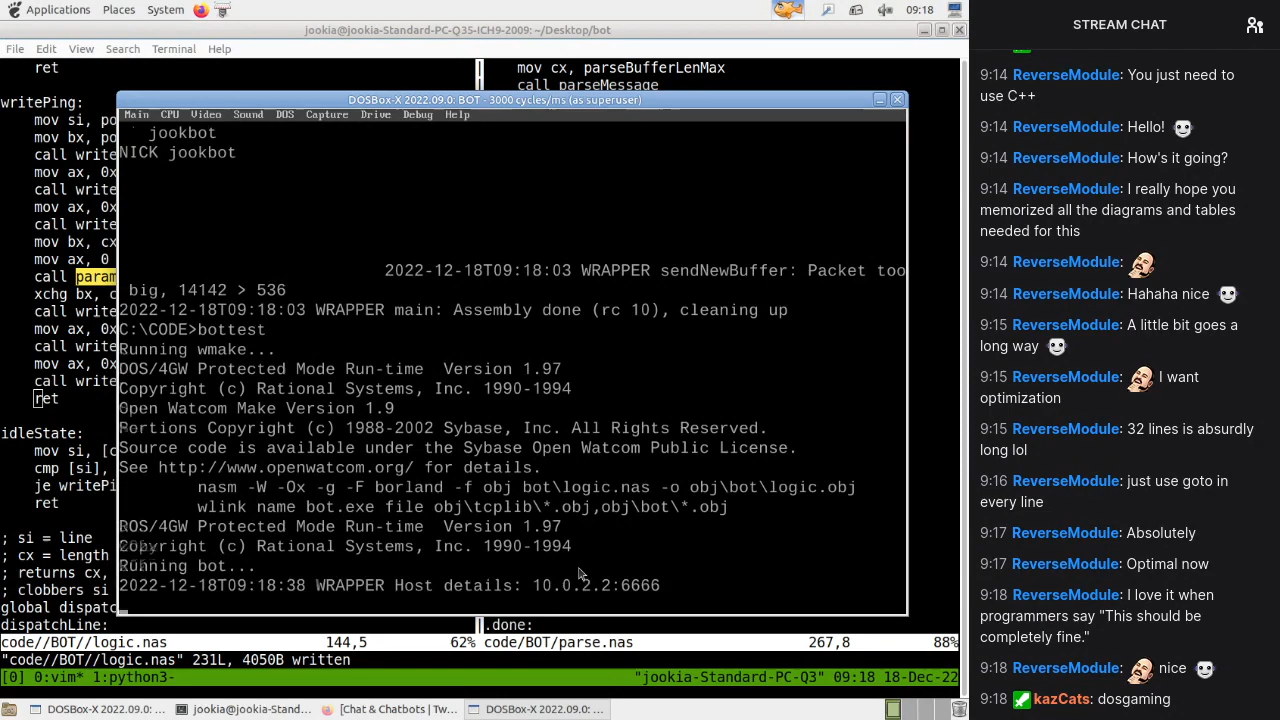 Applications Places System 09:18
jookia@jookia-Standard-PC-Q35-ICH9-2009: ~/Desktop/bot
File Edit View Search Terminal Help
ret
writePing:
mov si, po
mov bx, po
call write
mov ax, 0x
call write
mov ax, 0x
call write
mov bx, cx
mov ax, 0
call param
xchg bx, c
call write
mov ax, 0x
call write
mov ax, 0x
call write
ret
idleState:
mov si, [c
cmp [si],
je writePi
ret
; si = line
; cx = length
; returns cx,
; clobbers si
global dispatc
dispatchLine:
mov cx, parseBufferLenMax
call parseMessage
.done:
DOSBox-X 2022.09.0: BOT - 3000 cycles/ms (as superuser)
Main CPU Video Sound DOS Capture Drive Debug Help
jookbot
NICK jookbot
2022-12-18T09:18:03 WRAPPER sendNewBuffer: Packet too
big, 14142 > 536
2022-12-18T09:18:03 WRAPPER main: Assembly done (rc 10), cleaning up
C:\CODE>bottest
Running wmake...
DOS/4GW Protected Mode Run-time Version 1.97
Copyright (c) Rational Systems, Inc. 1990-1994
Open Watcom Make Version 1.9
Portions Copyright (c) 1988-2002 Sybase, Inc. All Rights Reserved.
Source code is available under the Sybase Open Watcom Public License.
See http://www.openwatcom.org/ for details.
nasm -W -Ox -g -F borland -f obj bot\logic.nas -o obj\bot\logic.obj
wlink name bot.exe file obj\tcplib\*.obj,obj\bot\*.obj
DOS/4GW Protected Mode Run-time Version 1.97
Copyright (c) Rational Systems, Inc. 1990-1994
Running bot...
2022-12-18T09:18:38 WRAPPER Host details: 10.0.2.2:6666
code//BOT//logic.nas 144,5 62% code/BOT/parse.nas 267,8 88%
"code//BOT//logic.nas" 231L, 4050B written
[0] 0:vim* 1:python3- "jookia-Standard-PC-Q3" 09:18 18-Dec-22
DOSBox-X 2022.09.0: ... jookia@jookia-Stand... [Chat & Chatbots | Tw... DOSBox-X 2022.09.0: ...
STREAM CHAT
9:14 ReverseModule: You just need to
use C++
9:14 ReverseModule: Hello!
9:14 ReverseModule: How's it going?
9:14 ReverseModule: I really hope you
memorized all the diagrams and tables
needed for this
9:14 ReverseModule:
9:14 ReverseModule: Hahaha nice
9:15 ReverseModule: A little bit goes a
long way
9:15 ReverseModule: I want
optimization
9:15 ReverseModule: 32 lines is absurdly
long lol
9:16 ReverseModule: just use goto in
every line
9:17 ReverseModule: Absolutely
9:17 ReverseModule: Optimal now
9:18 ReverseModule: I love it when
programmers say "This should be
completely fine."
9:18 ReverseModule: nice
9:18 kazCats: dosgaming